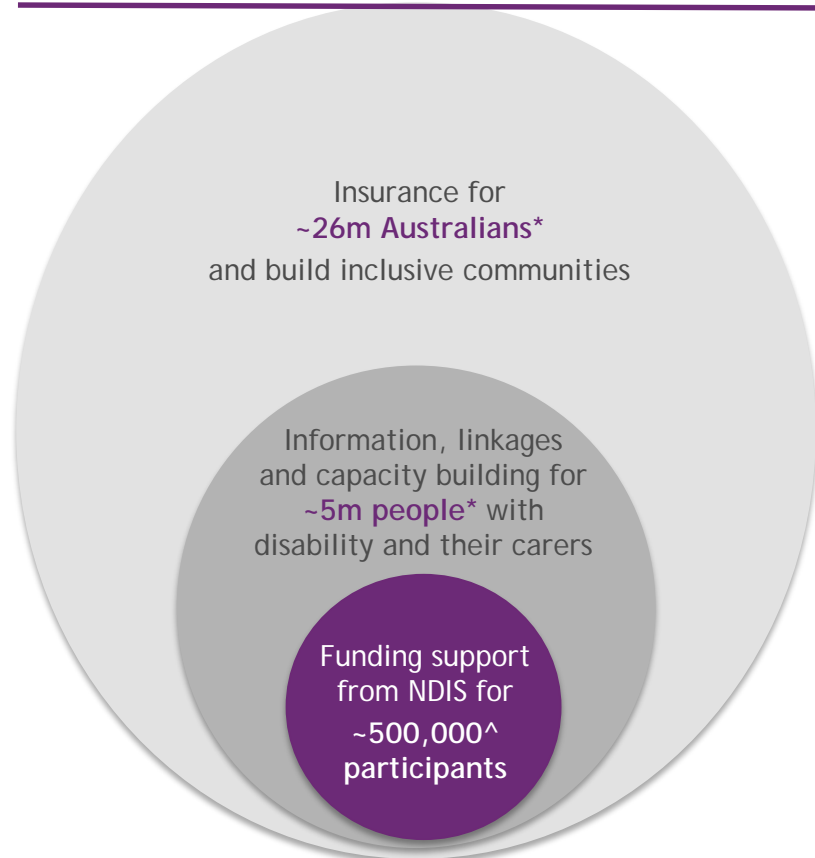 Insurance for
~26m Australians*
and build inclusive communities
Information, linkages
and capacity building for
~5m people* with
disability and their carers
Funding support
from NDIS for
~500,000^
participants